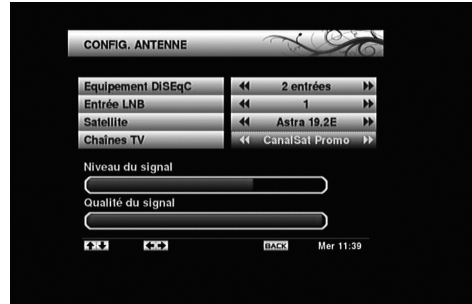 CONFIG. ANTENNE
Equipement DiSEqC 2 entrées
Entrée LNB 1
Satellite Astra 19.2E
Chaînes TV CanalSat Promo
Niveau du signal
Qualité du signal
BACK Mer 11:39